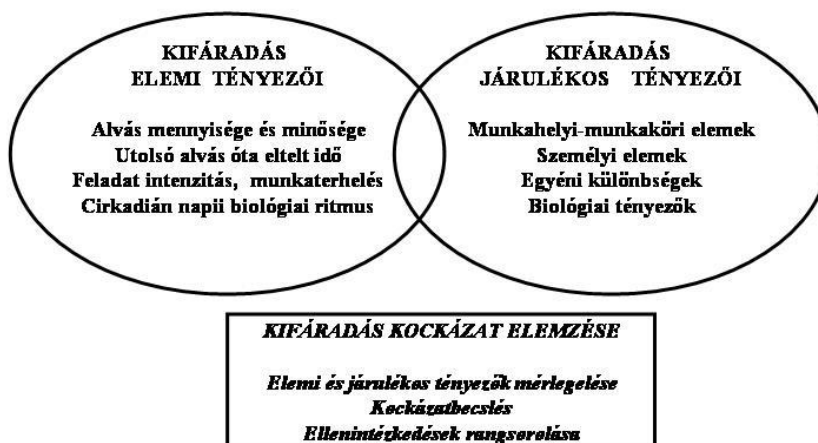 KIFÁRADÁS
ELEMI TÉNYEZŐI
Alvás mennyisége és minősége
Utolsó alvás óta eltelt idő
Feladat intenzitás, munkaterhelés
Cirkadián napii biológiai ritmus
KIFÁRADÁS
JÁRULÉKOS TÉNYEZŐI
Munkahelyi-munkaköri elemek
Személyi elemek
Egyéni különbségek
Biológiai tényezők
KIFÁRADÁS KOCKÁZAT ELEMZÉSE
Elemi és járulékos tényezők mérlegelése
Kockázatbecslés
Ellenintézkedések rangsorolása